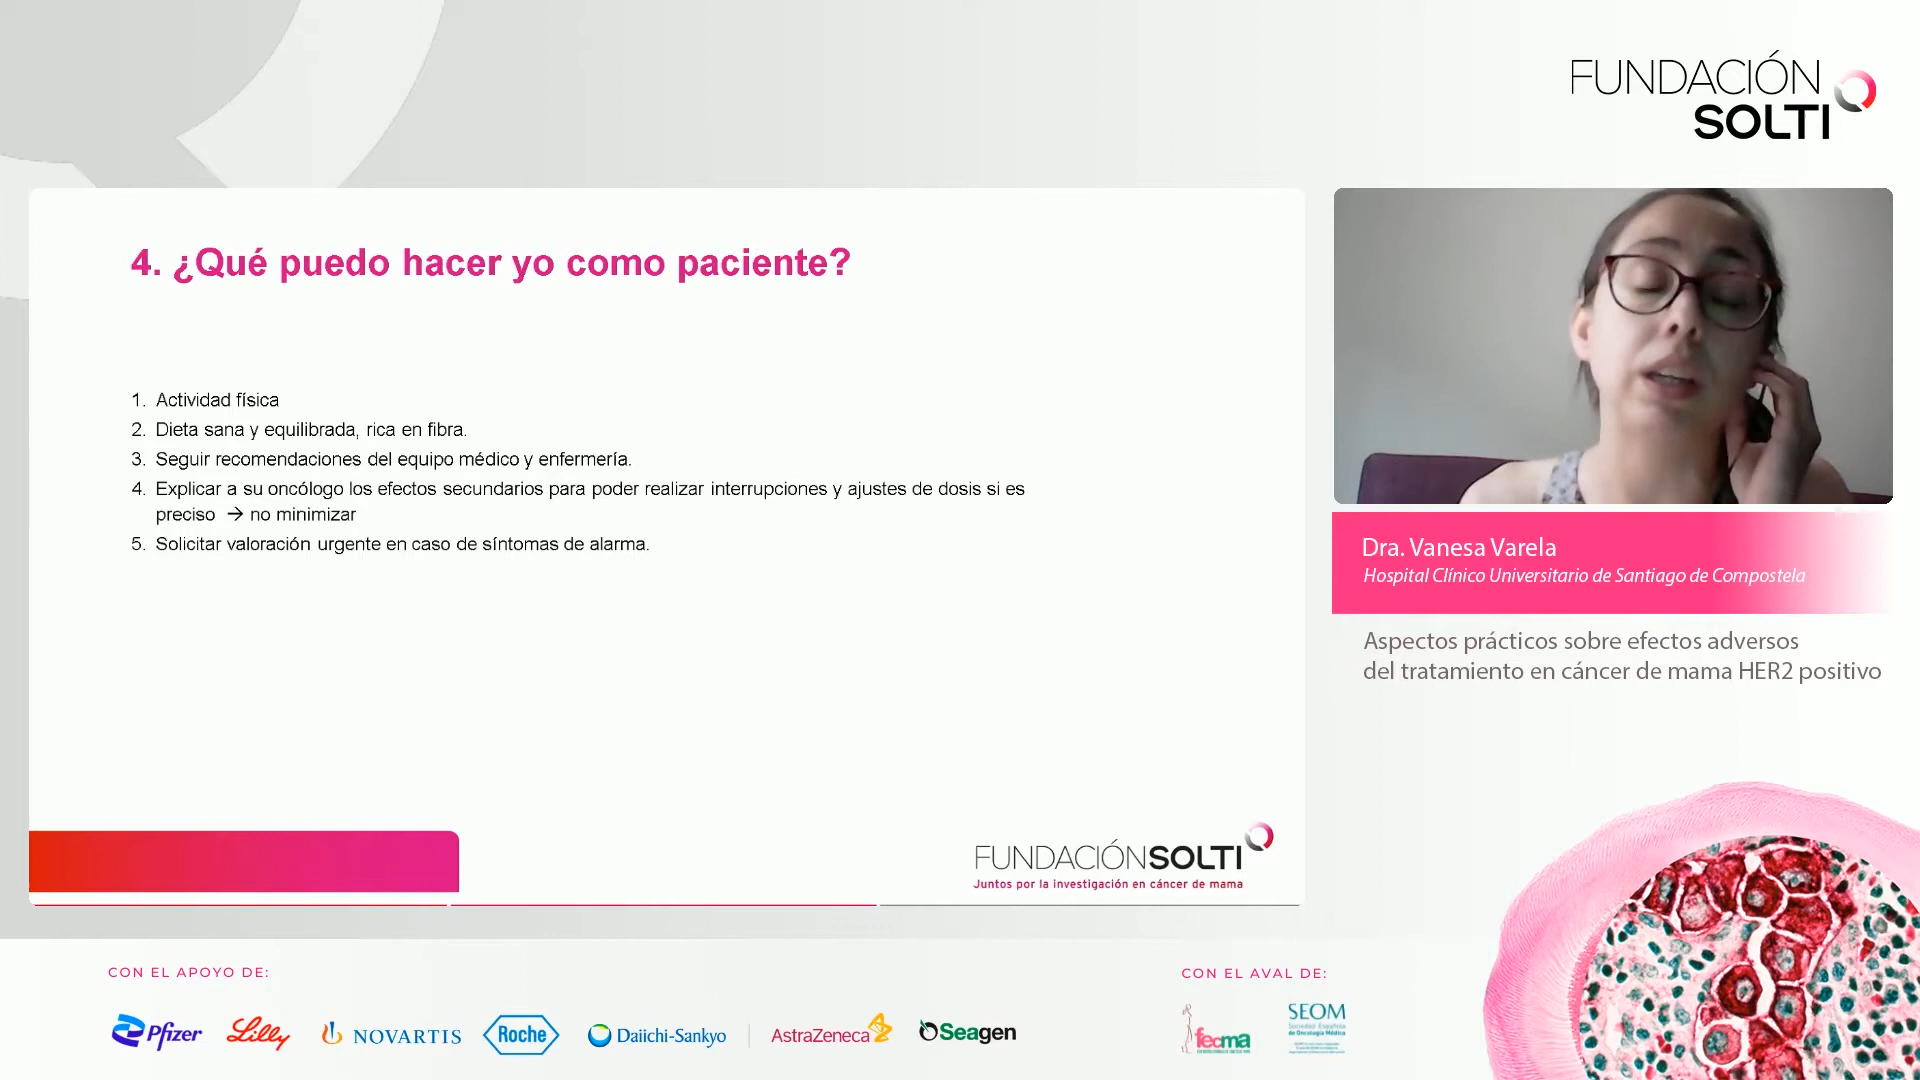 FUNDACIÓN
SOLTI
4. ¿Qué puedo hacer yo como paciente?
1. Actividad física
2. Dieta sana y equilibrada, rica en fibra.
3. Seguir recomendaciones del equipo médico y enfermería.
4. Explicar a su oncólogo los efectos secundarios para poder realizar interrupciones y ajustes de dosis si es
preciso → no minimizar
5. Solicitar valoración urgente en caso de síntomas de alarma.
FUNDACIÓNSOLTI
Juntos por la investigación en cáncer de mama
Dra. Vanesa Varela
Hospital Clínico Universitario de Santiago de Compostela
Aspectos prácticos sobre efectos adversos
del tratamiento en cáncer de mama HER2 positivo
CON EL APOYO DE:
Pfizer
Lilly
NOVARTIS
Roche
Daiichi-Sankyo
AstraZeneca
Seagen
CON EL AVAL DE:
fecma
SEOM
Sociedad Española
de Oncología Médica